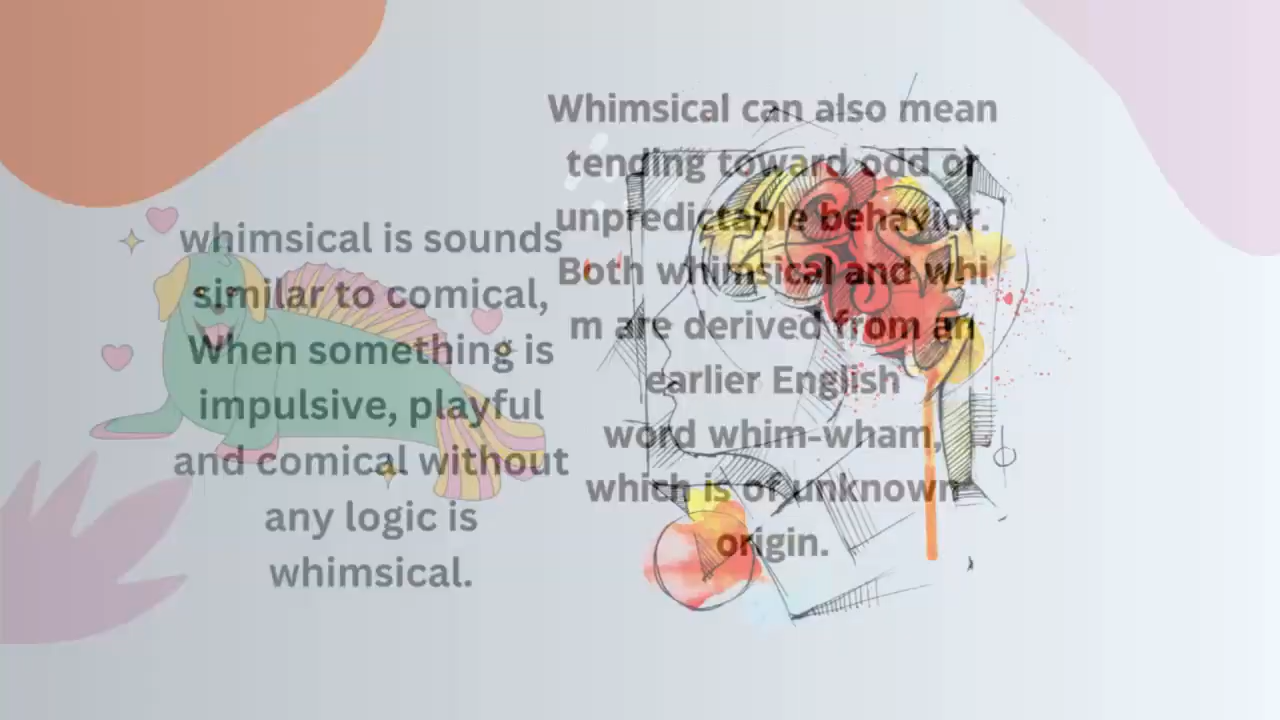 Whimsical can also mean
tending toward odd or
unpredictable behavior.
Both whimsical and whi
m are derived from an
earlier English
word whim-wham,
which is of unknown
origin.
whimsical is sounds
similar to comical,
When something is
impulsive, playful
and comical without
any logic is
whimsical.